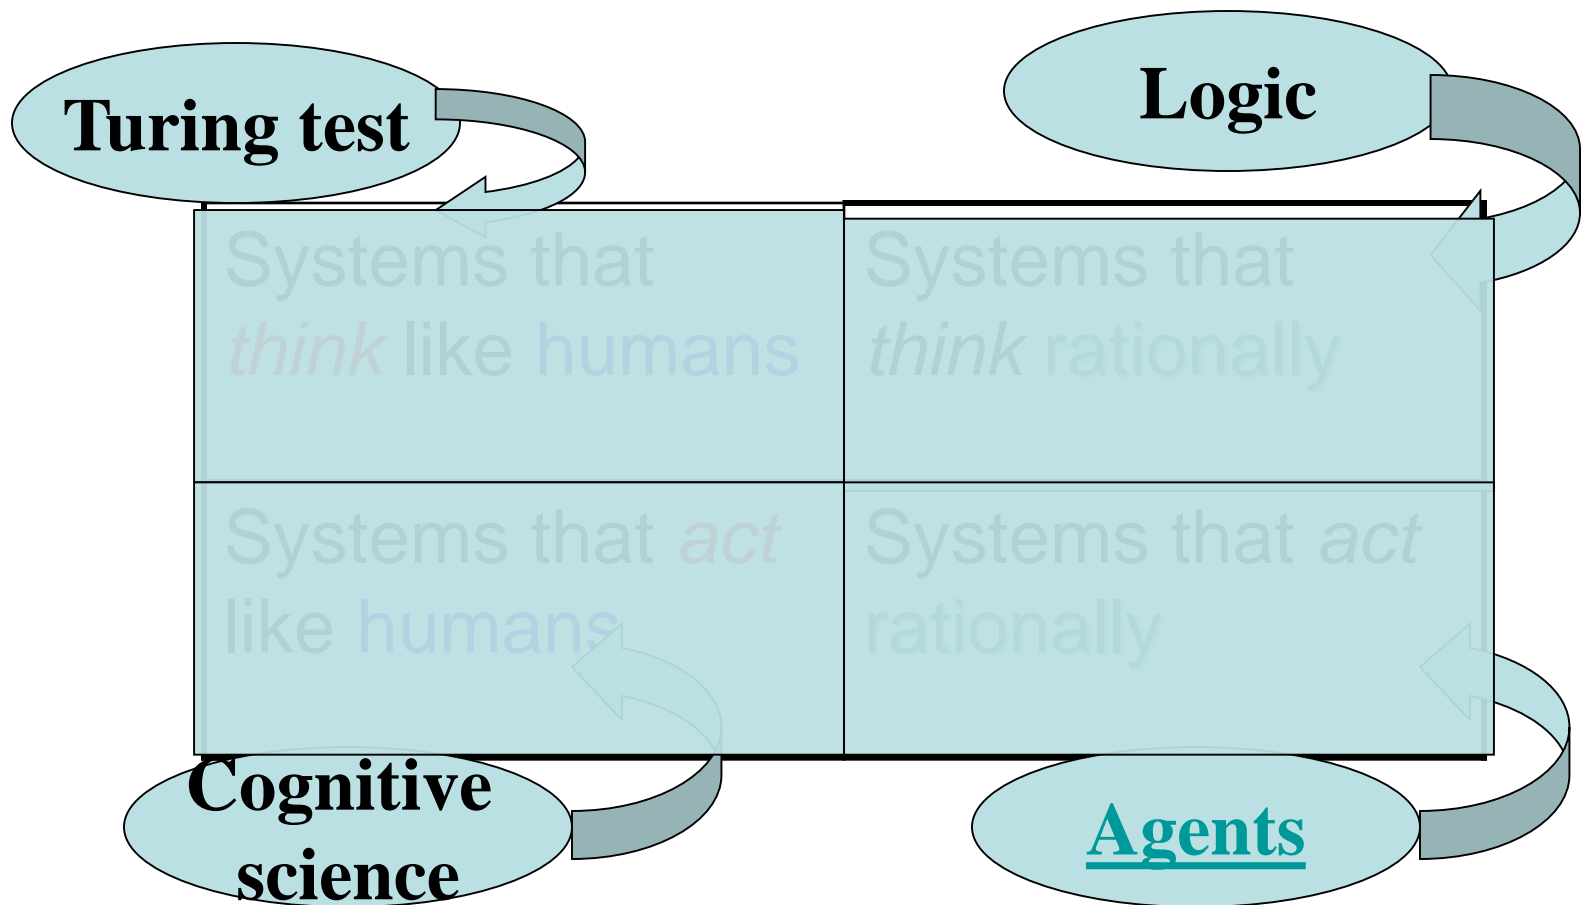 Turing test
Logic
Systems that
think like humans
Systems that
think rationally
Systems that act
like humans
Systems that act
rationally
Cognitive
science
Agents